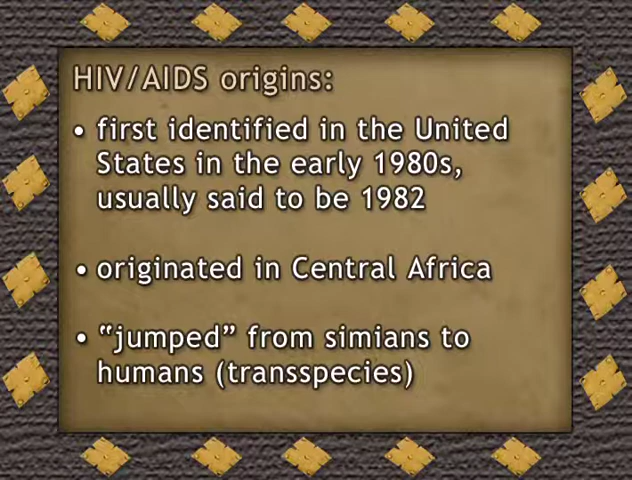 HIV/AIDS origins:
• first identified in the United
States in the early 1980s,
usually said to be 1982
• originated in Central Africa
• “jumped” from simians to
humans (transspecies)